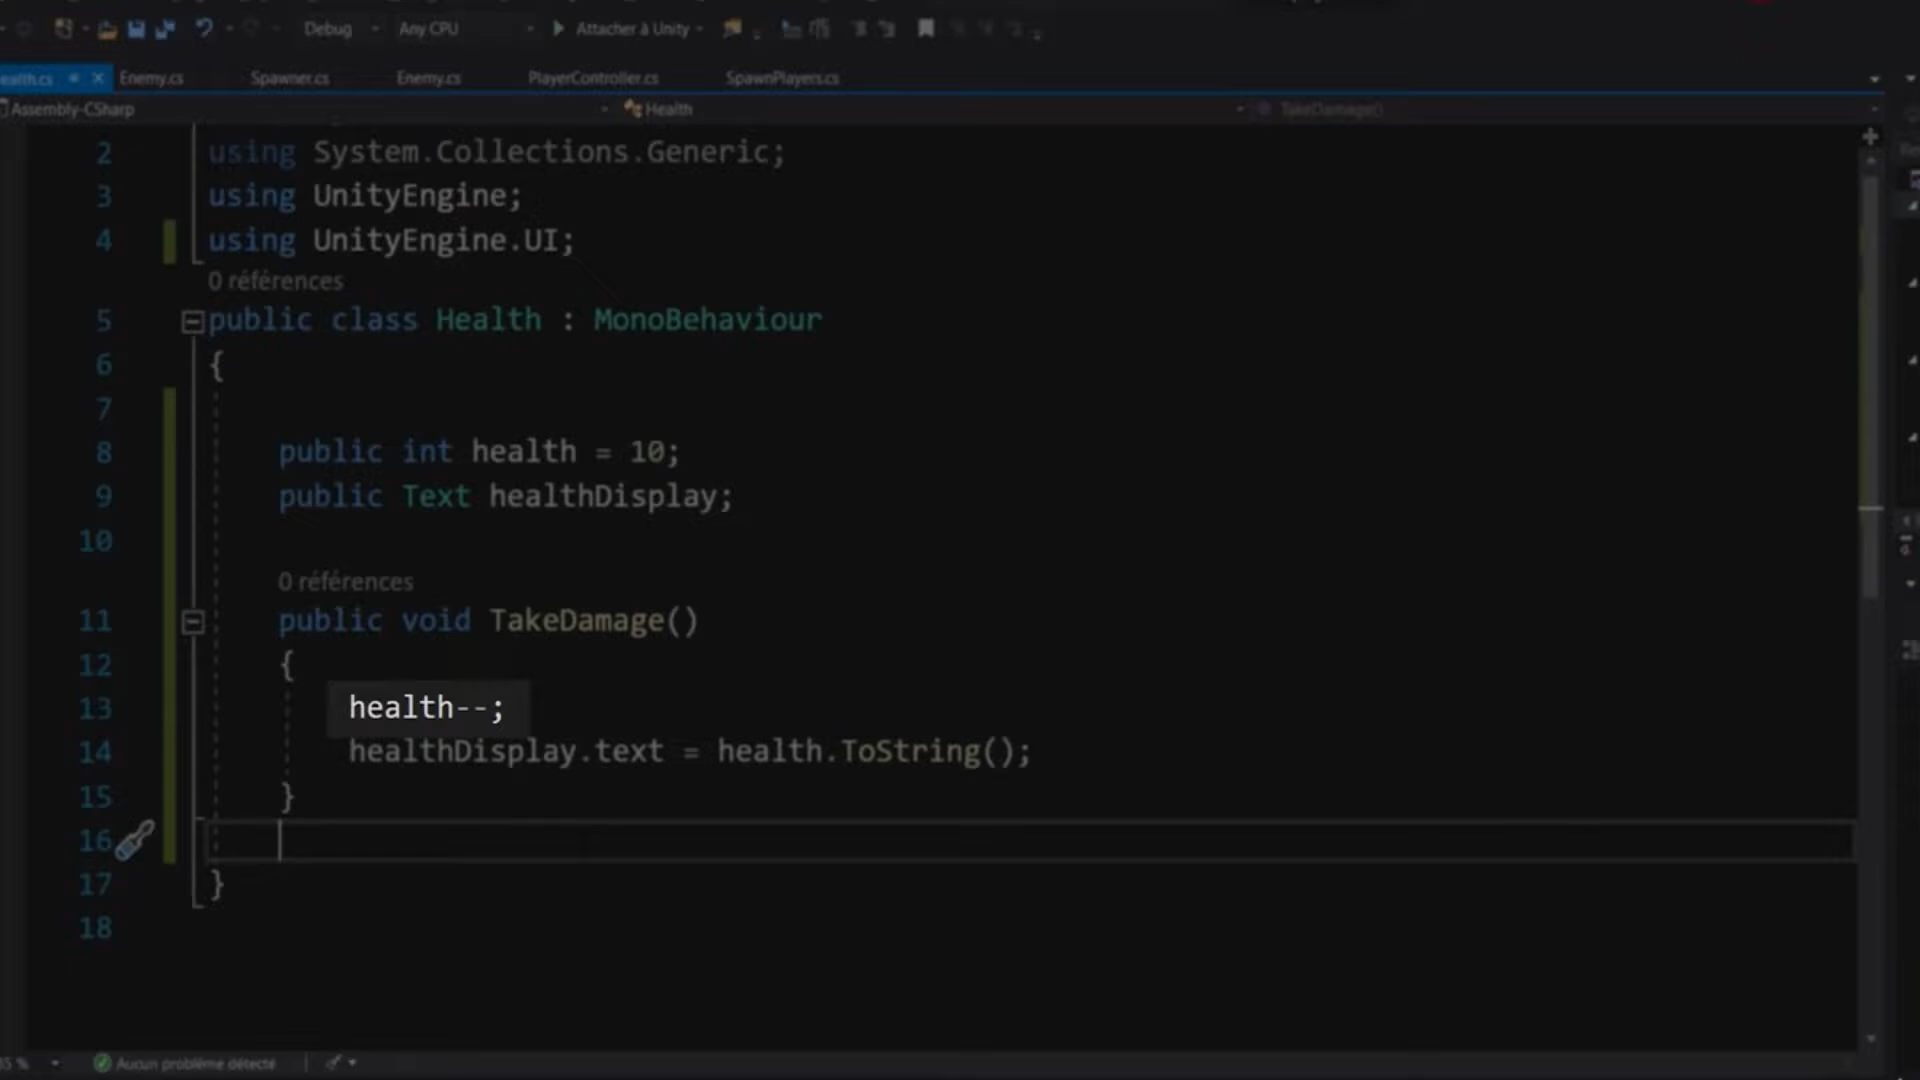 Debug Any CPU Attacher à Unity
ealth.cs Enemy.cs Spawner.cs Enemy.cs PlayerController.cs SpawnPlayers.cs
Assembly-CSharp Health TakeDamage()
2 using System.Collections.Generic;
3 using UnityEngine;
4 using UnityEngine.UI;
0 références
5 public class Health : MonoBehaviour
6 {
7
8 public int health = 10;
9 public Text healthDisplay;
10
0 références
11 public void TakeDamage()
12 {
13 health--;
14 healthDisplay.text = health.ToString();
15 }
16
17 }
18
Aucun problème détecté